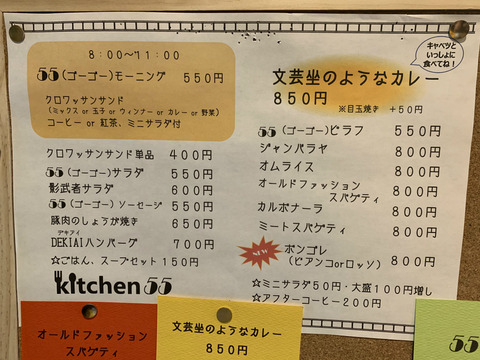 8:00〜11:00
55(ゴーゴー)モーニング 550円
クロワッサンサンド
(ミックス or 玉子 or ウィンナー or カレー or 野菜)
コーヒー or 紅茶、ミニサラダ付
クロワッサンサンド単品 400円
55(ゴーゴー)サラダ 550円
影武者サラダ 600円
55(ゴーゴー) ソーセージ 550円
豚肉のしょうが焼き 650円
デキアイ
DEKIAIハンバーグ 700円
☆ごはん、スープセット150円
kitchen 55
キャベツと
いっしょに
食べてね!
文芸坐のようなカレー
850円
※目玉焼き +50円
55(ゴーゴー)ピラフ 550円
ジャンバラヤ 800円
オムライス 800円
オールドファッション
スパゲティ 800円
カルボナーラ 800円
ミートスパゲティ 800円
ボンゴレ
(ビアンコorロッソ) 800円
☆ミニサラダ50円・大盛100円増し
☆アフターコーヒー200円
オールドファッション
スパゲティ
文芸坐のようなカレー
850円
55